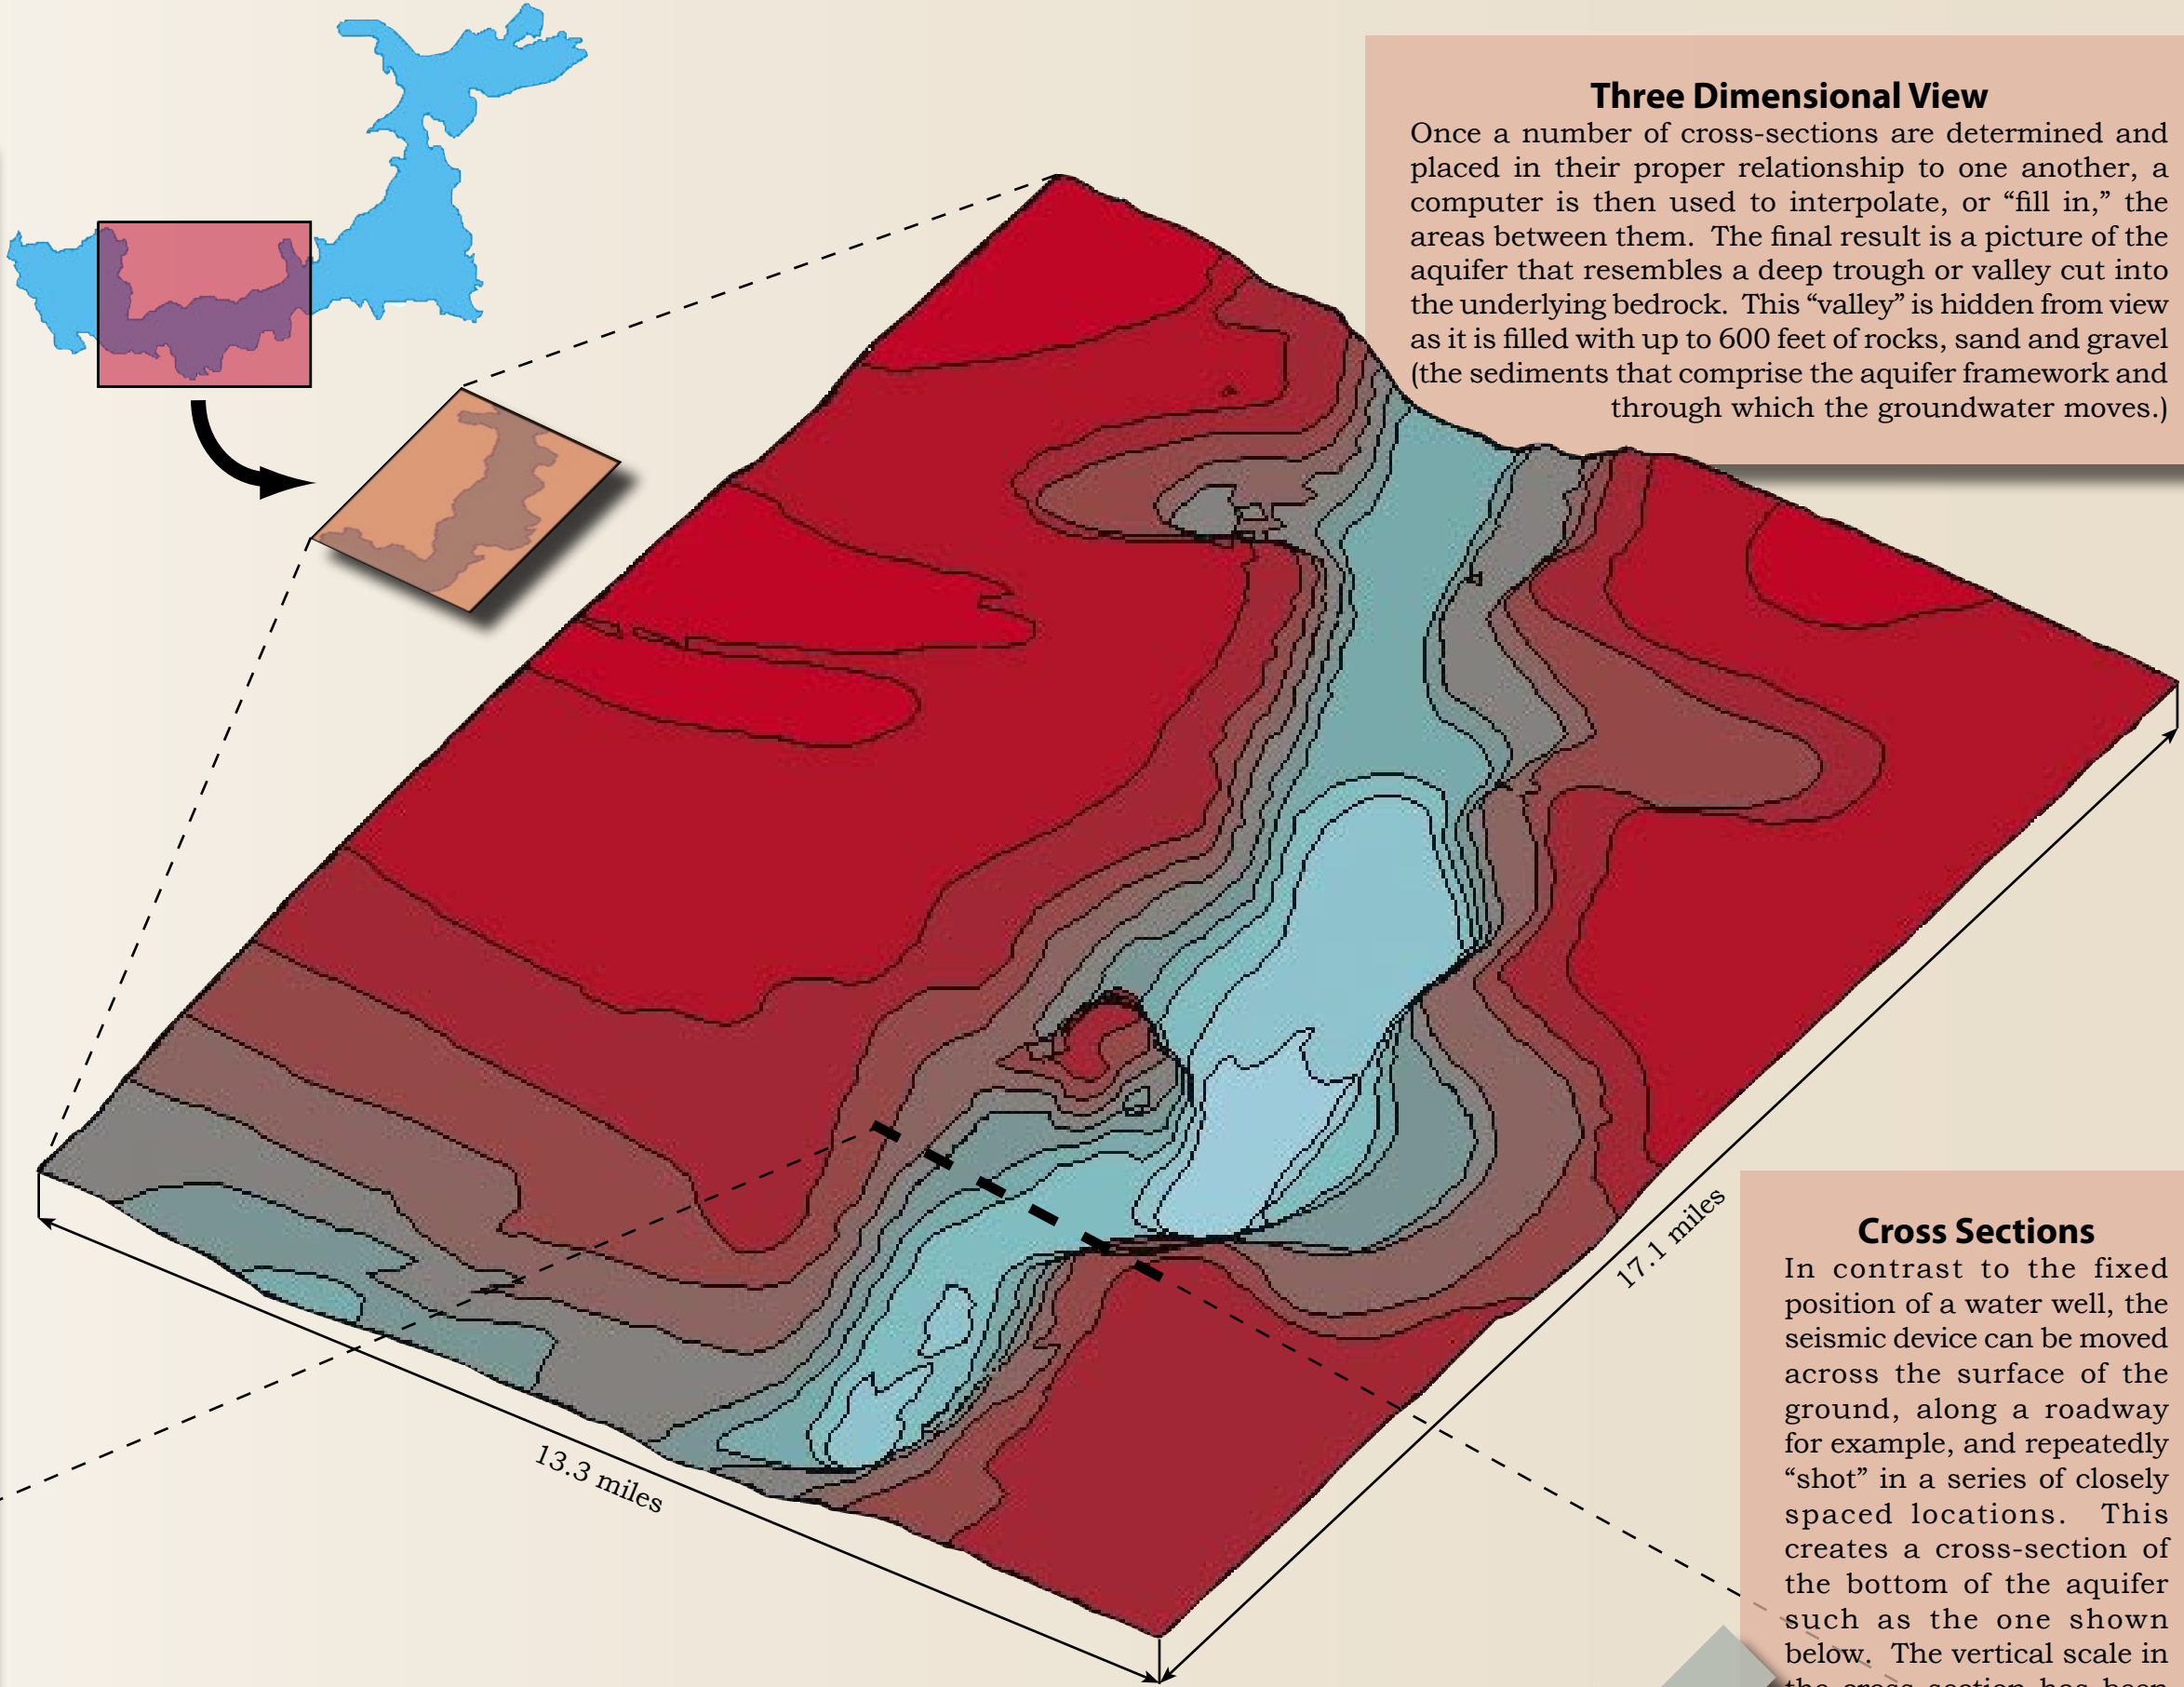 Three Dimensional View
Once a number of cross-sections are determined and
placed in their proper relationship to one another, a
computer is then used to interpolate, or “fill in,” the
areas between them. The final result is a picture of the
aquifer that resembles a deep trough or valley cut into
the underlying bedrock. This “valley” is hidden from view
as it is filled with up to 600 feet of rocks, sand and gravel
(the sediments that comprise the aquifer framework and
through which the groundwater moves.)
17.1 miles
13.3 miles
Cross Sections
In contrast to the fixed
position of a water well, the
seismic device can be moved
across the surface of the
ground, along a roadway
for example, and repeatedly
“shot” in a series of closely
spaced locations. This
creates a cross-section of
the bottom of the aquifer
such as the one shown
below. The vertical scale in
the cross section has been